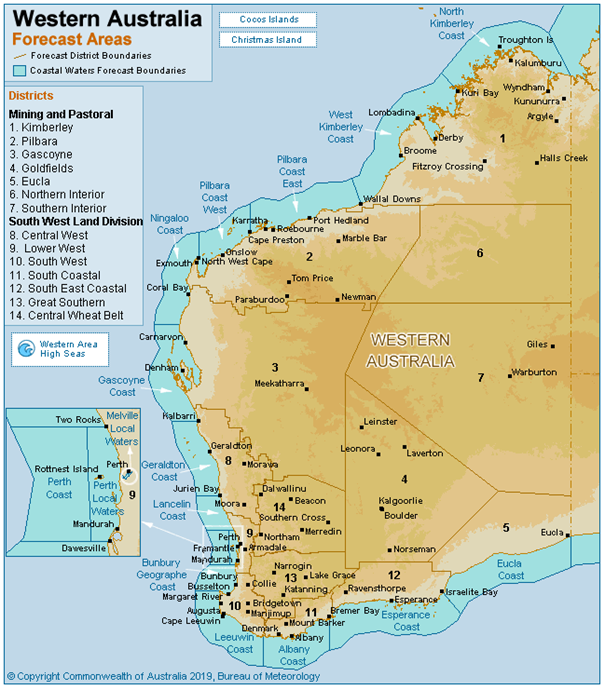 Western Australia
Forecast Areas
Forecast District Boundaries
Coastal Waters Forecast Boundaries
Cocos Islands
Christmas Island
Districts
Mining and Pastoral
1. Kimberley
2. Pilbara
3. Gascoyne
4. Goldfields
5. Eucla
6. Northern Interior
7. Southern Interior
South West Land Division
8. Central West
9. Lower West
10. South West
11. South Coastal
12. South East Coastal
13. Great Southern
14. Central Wheat Belt
Western Area
High Seas
North
Kimberley
Coast
Troughton Is
Kalumburu
Kuri Bay
Wyndham
Kununurra
Argyle
West
Kimberley
Coast
Lombadina
Derby
1
Broome
Fitzroy Crossing
Halls Creek
Pilbara
Coast
East
Wallal Downs
Pilbara
Coast
West
Ningaloo
Coast
Karratha
Port Hedland
Roebourne
Cape Preston
Marble Bar
Onslow
Exmouth
North West Cape
2
6
Coral Bay
Tom Price
Paraburdoo
Newman
WESTERN
AUSTRALIA
Carnarvon
Giles
Denham
3
7
Warburton
Meekatharra
Gascoyne
Coast
Kalbarri
Leinster
Geraldton
Leonora
Laverton
8
Morawa
Geraldton
Coast
4
Jurien Bay
Dalwallinu
Beacon
Lancelin
Coast
Moora
14
Kalgoorlie
Boulder
Southern Cross
Merredin
5
Perth
9
Northam
Eucla
Fremantle
Armadale
Mandurah
Norseman
Bunbury
Geographe
Coast
Narrogin
Eucla
Coast
Bunbury
13
Lake Grace
12
Busselton
Collie
Katanning
Ravensthorpe
Israelite Bay
Margaret River
Esperance
10
Bridgetown
11
Bremer Bay
Esperance
Coast
Augusta
Manjimup
Cape Leeuwin
Mount Barker
Denmark
Albany
Leeuwin
Coast
Albany
Coast
Melville
Local
Waters
Two Rocks
Rottnest Island
Perth
Perth
Coast
Perth
Local
Waters
9
Mandurah
Dawesville
© Copyright Commonwealth of Australia 2019, Bureau of Meteorology